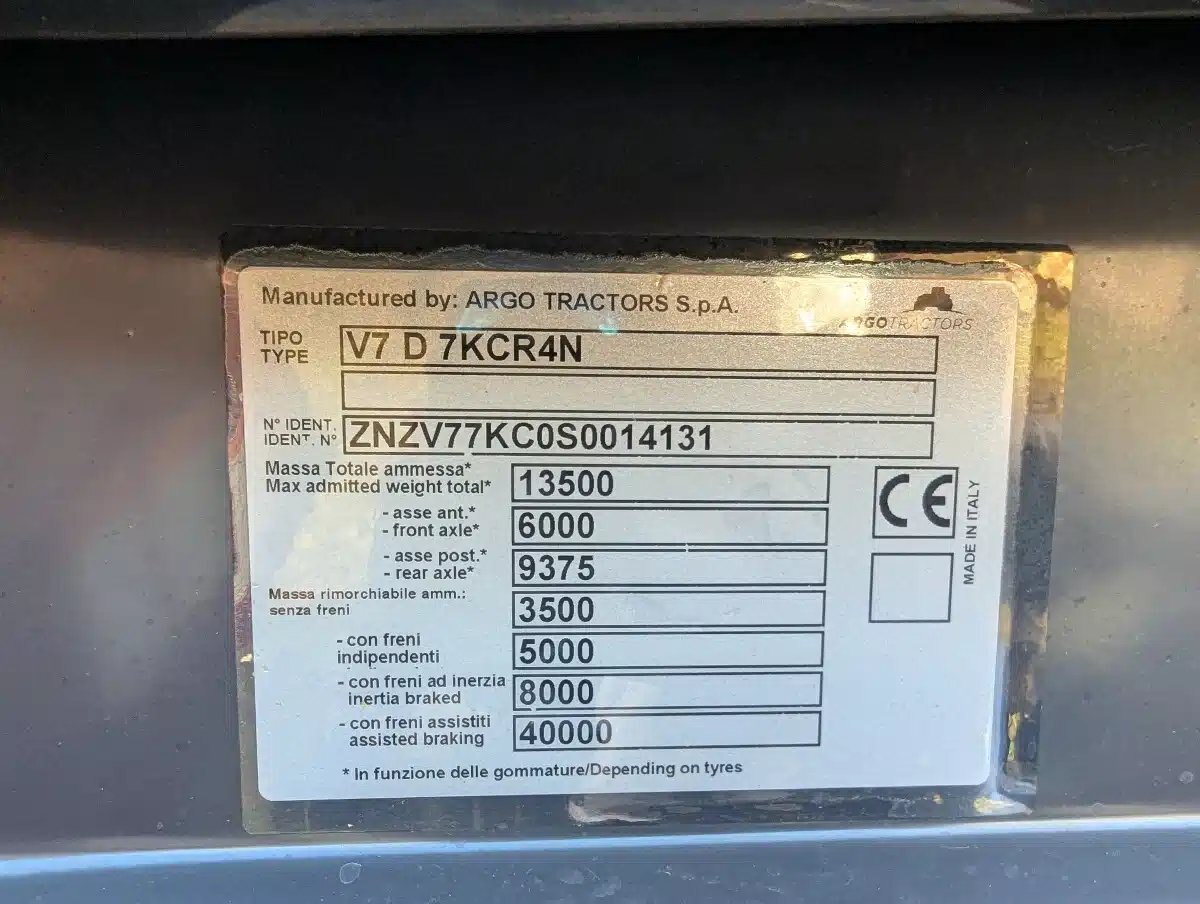 Manufactured by: ARGO TRACTORS S.p.A.
ARGOTRACTORS
TIPO
TYPE
V7 D 7KCR4N
N° IDENT.
IDENT. N°
ZNZV77KC0S0014131
Massa Totale ammessa*
Max admitted weight total*
13500
- asse ant.*
- front axle*
6000
- asse post.*
- rear axle*
9375
Massa rimorchiabile amm.:
senza freni
3500
- con freni
indipendenti
5000
- con freni ad inerzia
inertia braked
8000
- con freni assistiti
assisted braking
40000
CE
MADE IN ITALY
* In funzione delle gommature/Depending on tyres